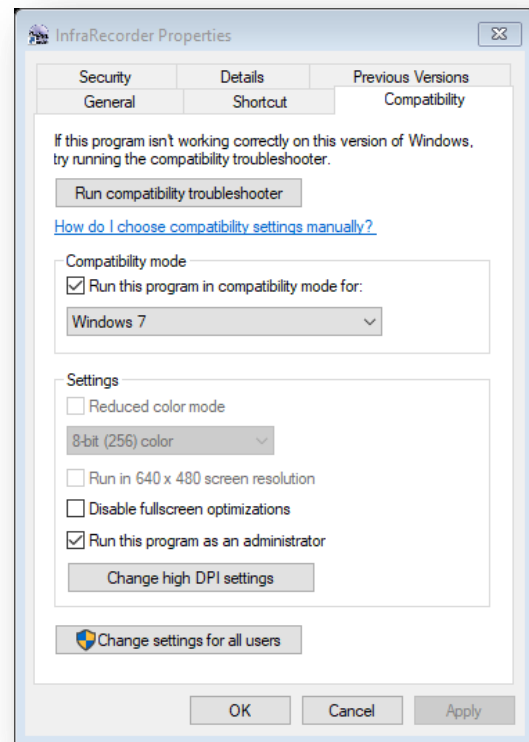 InfraRecorder Properties
Security Details Previous Versions
General Shortcut Compatibility
If this program isn't working correctly on this version of Windows,
try running the compatibility troubleshooter.
Run compatibility troubleshooter
How do I choose compatibility settings manually?
Compatibility mode
Run this program in compatibility mode for:
Windows 7
Settings
Reduced color mode
8-bit (256) color
Run in 640 x 480 screen resolution
Disable fullscreen optimizations
Run this program as an administrator
Change high DPI settings
Change settings for all users
OK Cancel Apply